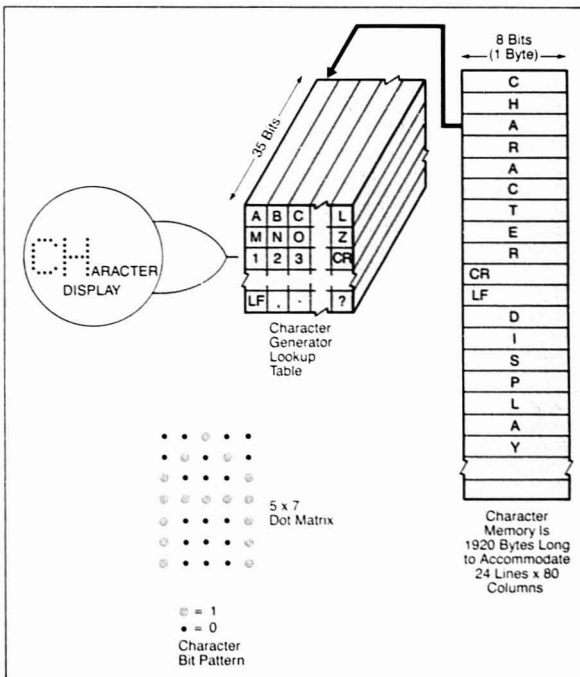 8 Bits
(1 Byte)
35 Bits
C
H
A
R
A
C
T
E
R
CR
LF
D
I
S
P
L
A
Y
A B C L
M N O Z
1 2 3 CR
LF , . ?
CHARACTER
DISPLAY
Character
Generator
Lookup
Table
5 x 7
Dot Matrix
= 1
• = 0
Character
Bit Pattern
Character
Memory Is
1920 Bytes Long
to Accommodate
24 Lines x 80
Columns